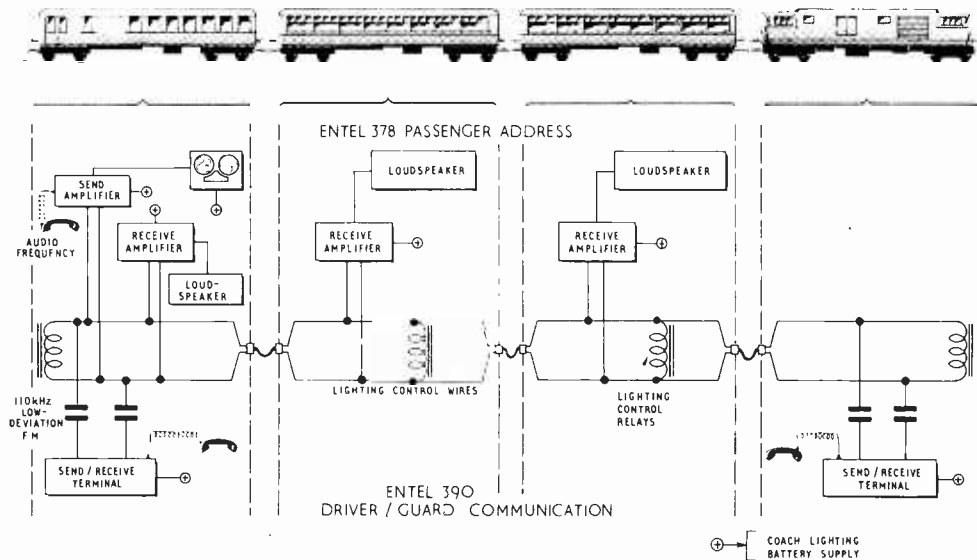 ENTEL 378 PASSENGER ADDRESS
SEND
AMPLIFIER
AUDIO
FREQUENCY
RECEIVE
AMPLIFIER
LOUD-
SPEAKER
LOUDSPEAKER
RECEIVE
AMPLIFIER
LOUDSPEAKER
RECEIVE
AMPLIFIER
LIGHTING CONTROL WIRES
LIGHTING
CONTROL
RELAYS
110kHz
LOW-
DEVIATION
FM
SEND / RECEIVE
TERMINAL
SEND / RECEIVE
TERMINAL
ENTEL 390
DRIVER / GUARD COMMUNICATION
COACH LIGHTING
BATTERY SUPPLY